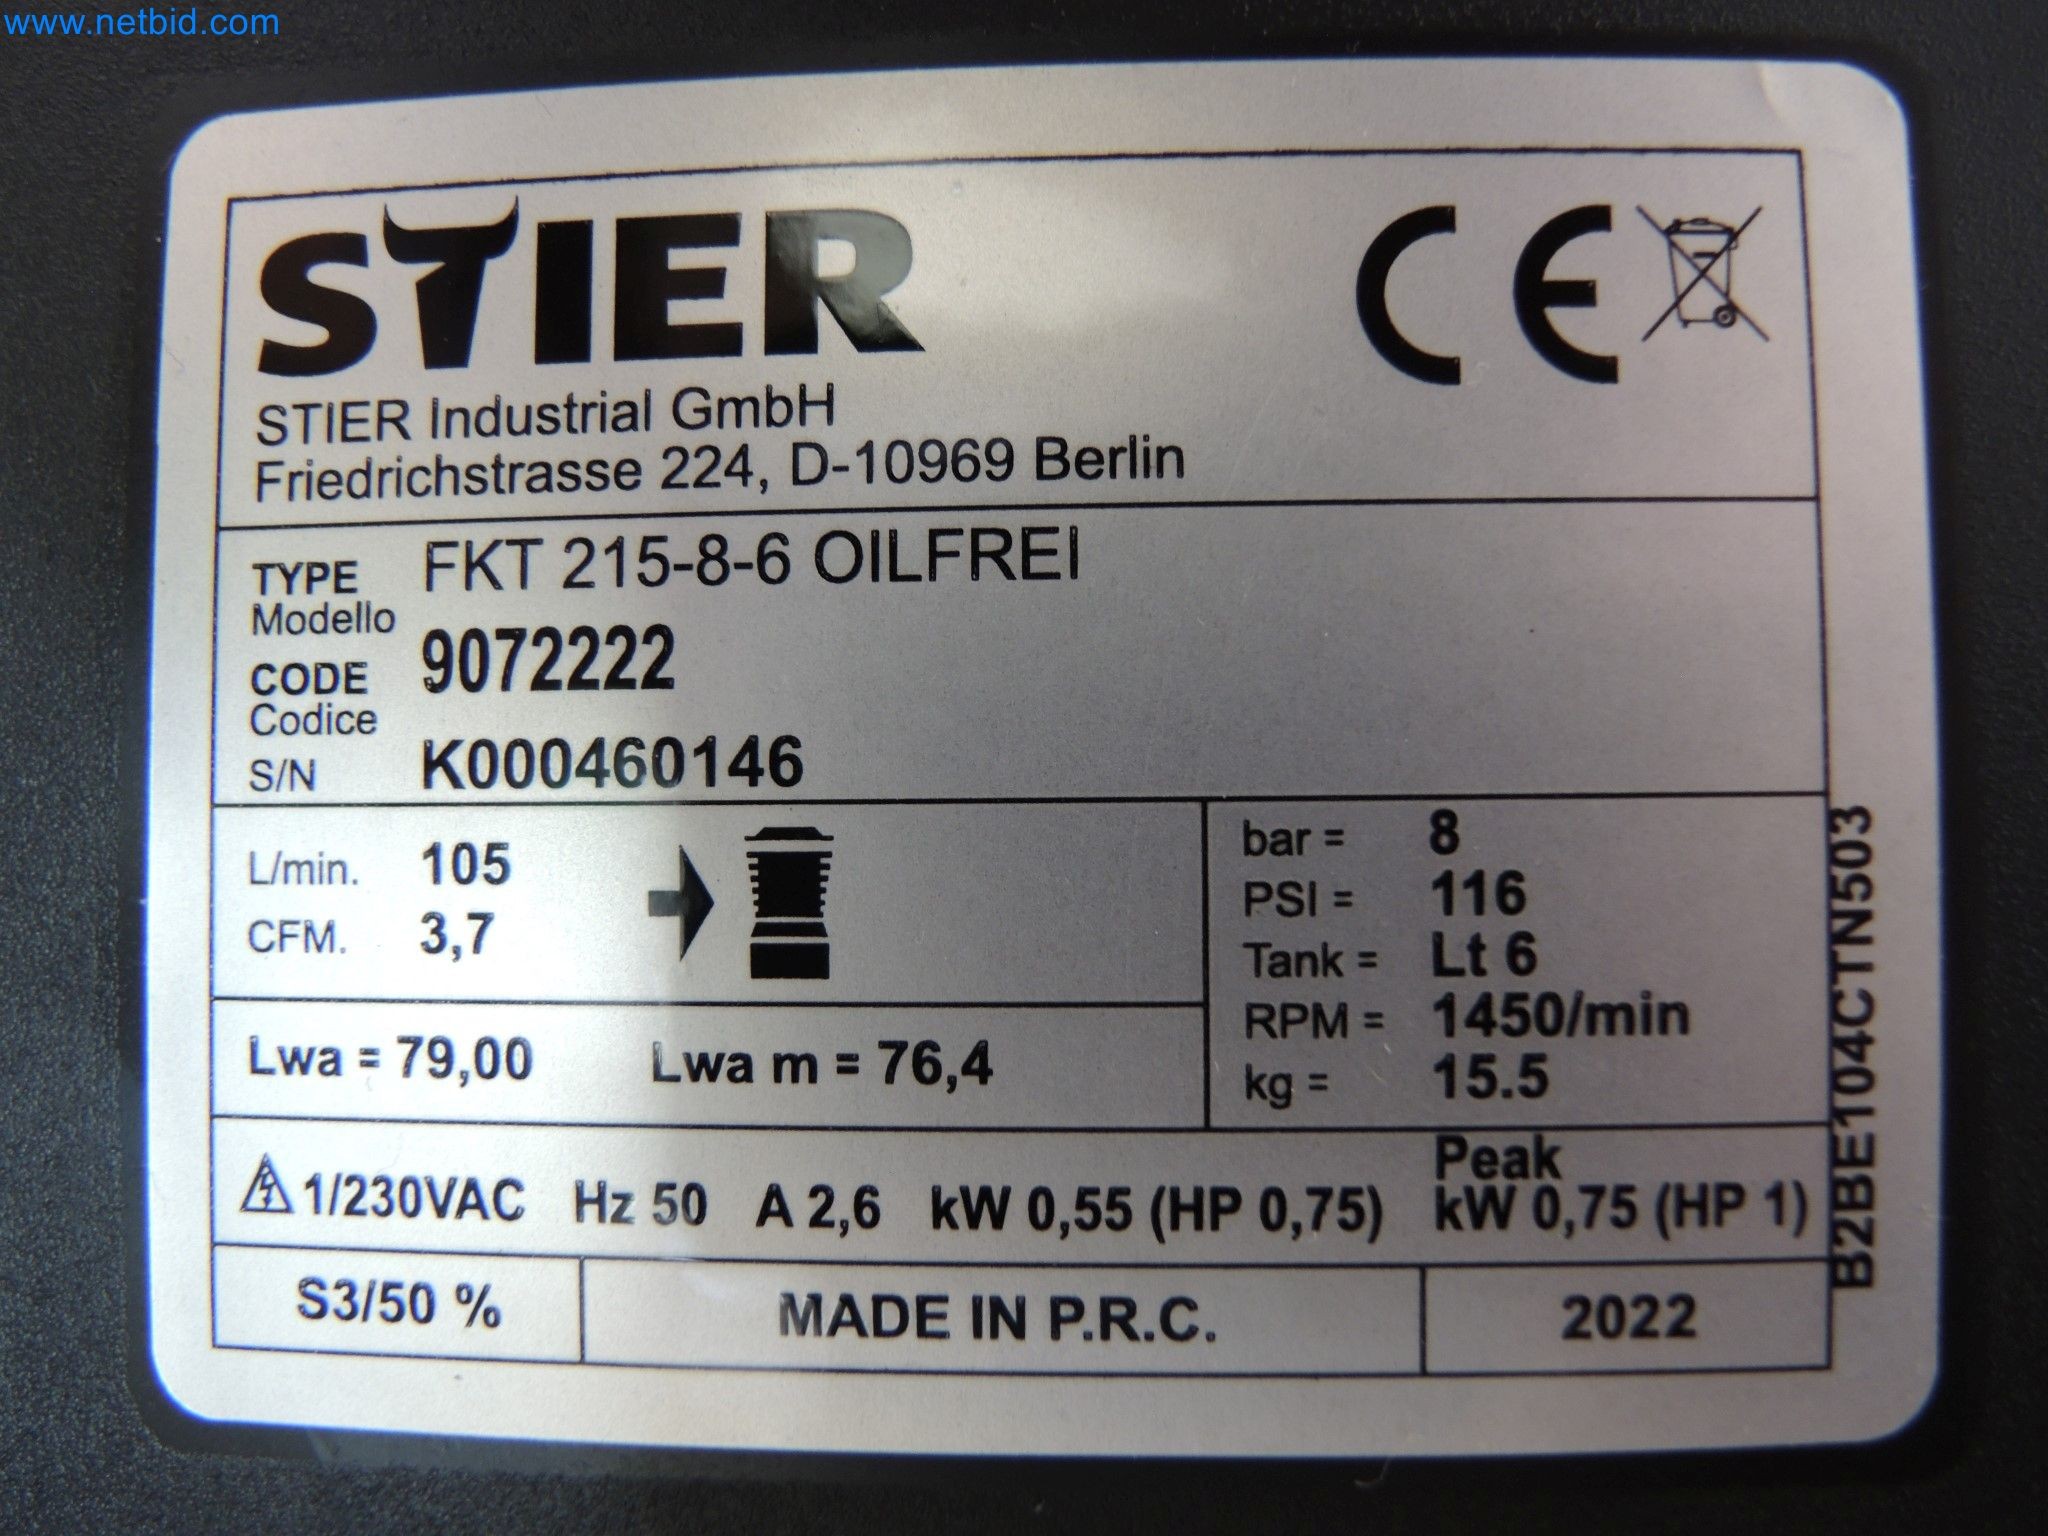 www.netbid.com
STIER
CE
STIER Industrial GmbH
Friedrichstrasse 224, D-10969 Berlin
TYPE FKT 215-8-6 OILFREI
Modello
CODE 9072222
Codice
S/N K000460146
L/min. 105
CFM. 3,7
bar = 8
PSI = 116
Tank = Lt 6
RPM = 1450/min
kg = 15.5
Lwa = 79,00 Lwa m = 76,4
1/230VAC Hz 50 A 2,6 kW 0,55 (HP 0,75)
Peak
kW 0,75 (HP 1)
S3/50 % MADE IN P.R.C. 2022
B2BE104CTN503